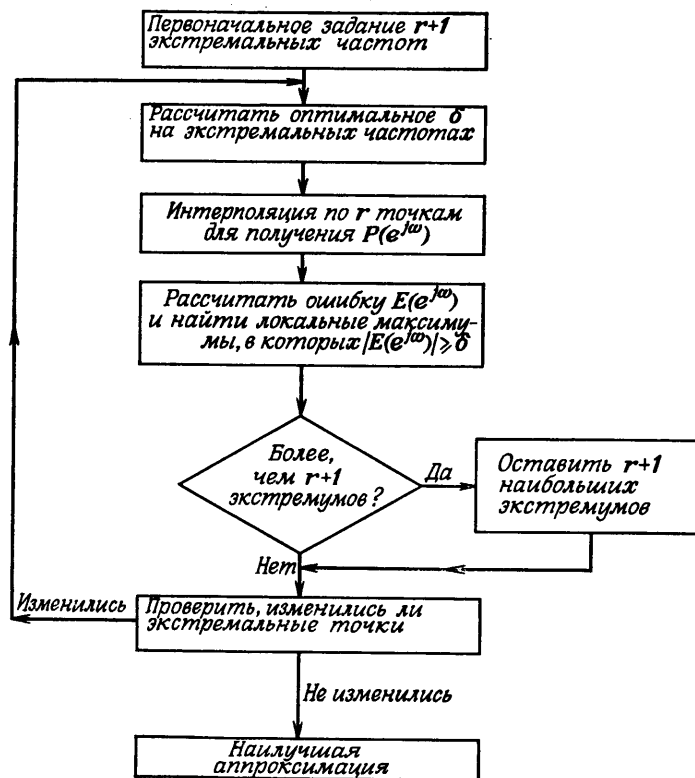 Первоначальное задание r+1
экстремальных частот
Рассчитать оптимальное δ
на экстремальных частотах
Интерполяция по r точкам
для получения P(e^{jω})
Рассчитать ошибку E(e^{jω})
и найти локальные максиму-
мы, в которых |E(e^{jω})|⩾δ
Более,
чем r+1
экстремумов?
Да
Оставить r+1
наибольших
экстремумов
Нет
Изменились
Проверить, изменились ли
экстремальные точки
Не изменились
Наилучшая
аппроксимация